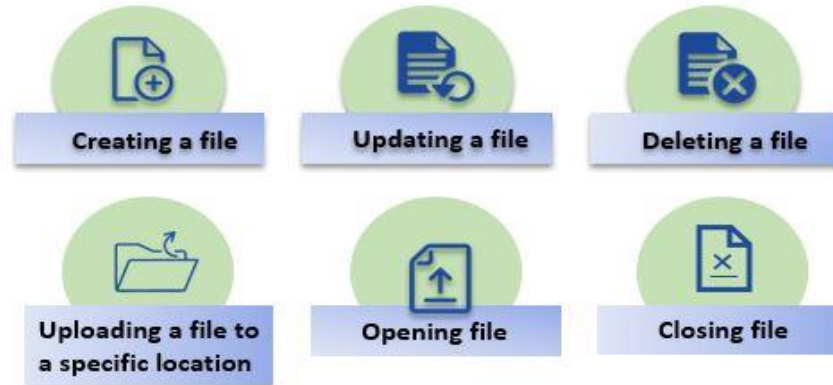 Creating a file
Updating a file
Deleting a file
Uploading a file to
a specific location
Opening file
Closing file